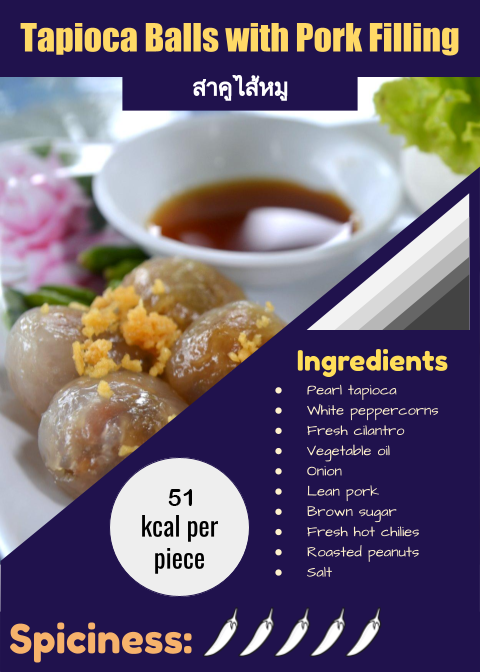 Tapioca Balls with Pork Filling
สาคูไส้หมู
Ingredients
Pearl tapioca
White peppercorns
Fresh cilantro
Vegetable oil
Onion
Lean pork
Brown sugar
Fresh hot chilies
Roasted peanuts
Salt
51
kcal per
piece
Spiciness: